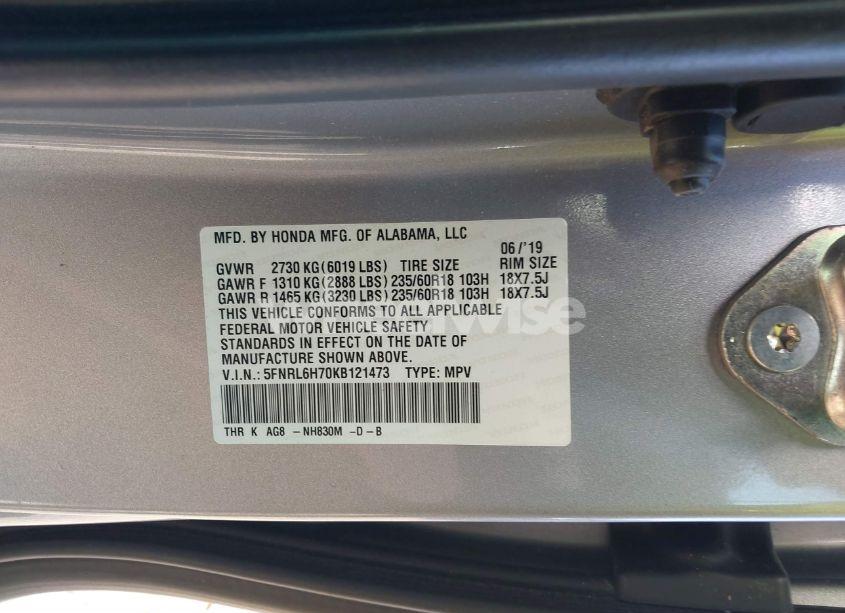 MFD. BY HONDA MFG. OF ALABAMA, LLC
06/'19
GVWR 2730 KG(6019 LBS) TIRE SIZE RIM SIZE
GAWR F 1310 KG(2888 LBS) 235/60R18 103H 18X7.5J
GAWR R 1465 KG(3230 LBS) 235/60R18 103H 18X7.5J
THIS VEHICLE CONFORMS TO ALL APPLICABLE
FEDERAL MOTOR VEHICLE SAFETY
STANDARDS IN EFFECT ON THE DATE OF
MANUFACTURE SHOWN ABOVE.
V.I.N.: 5FNRL6H70KB121473 TYPE: MPV
THR K AG8 -NH830M -D-B